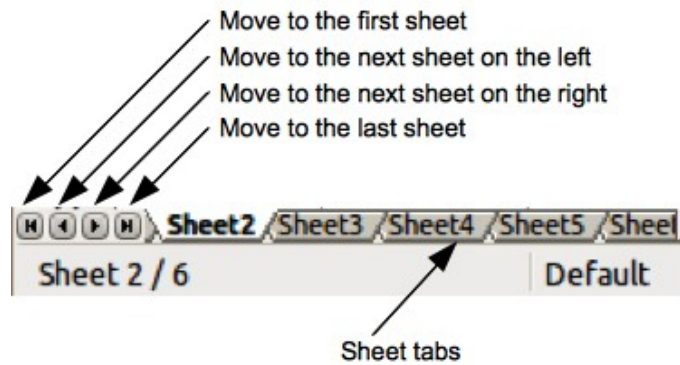 Move to the first sheet
Move to the next sheet on the left
Move to the next sheet on the right
Move to the last sheet
Sheet2 Sheet3 Sheet4 Sheet5 Sheet
Sheet 2 / 6 Default
Sheet tabs